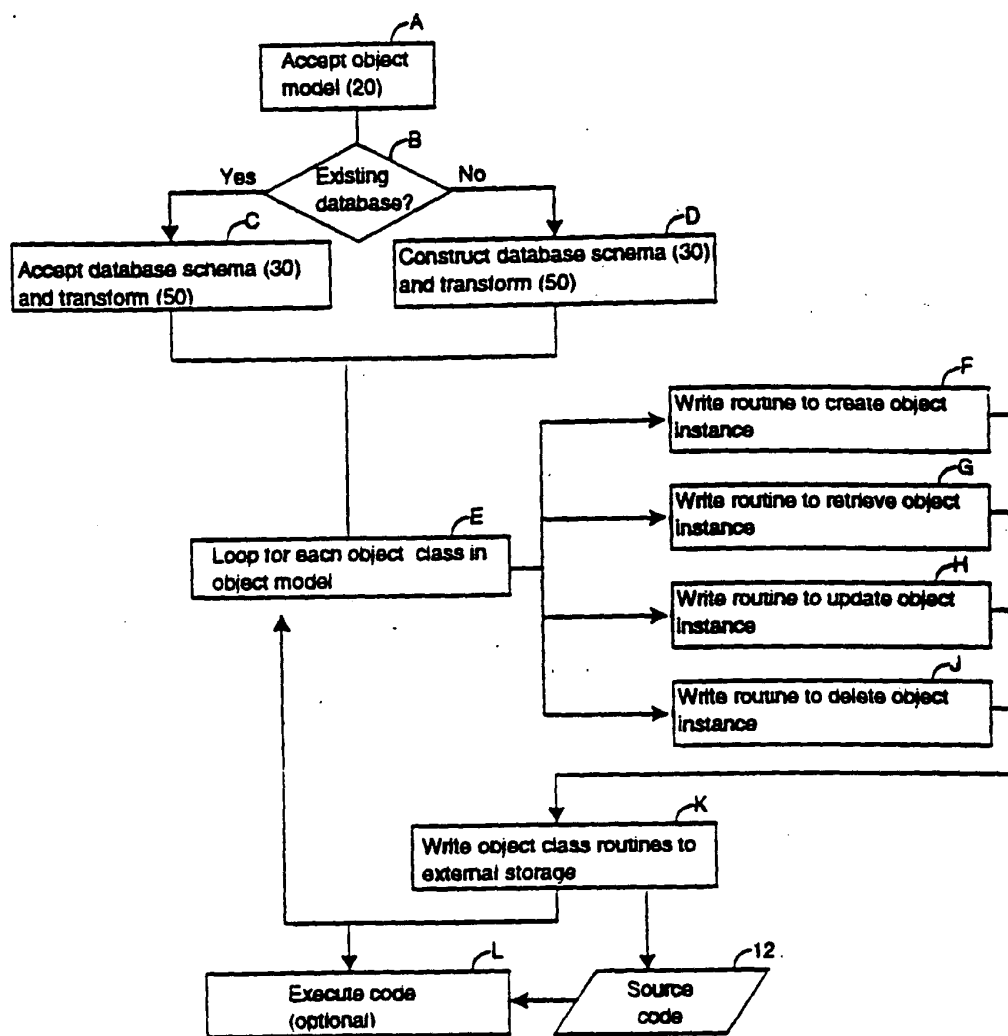 A
Accept object
model (20)
B
Existing
database?
Yes
No
C
Accept database schema (30)
and transform (50)
D
Construct database schema (30)
and transform (50)
E
Loop for each object class in
object model
F
Write routine to create object
instance
G
Write routine to retrieve object
instance
H
Write routine to update object
instance
J
Write routine to delete object
instance
K
Write object class routines to
external storage
L
Execute code
(optional)
12
Source
code